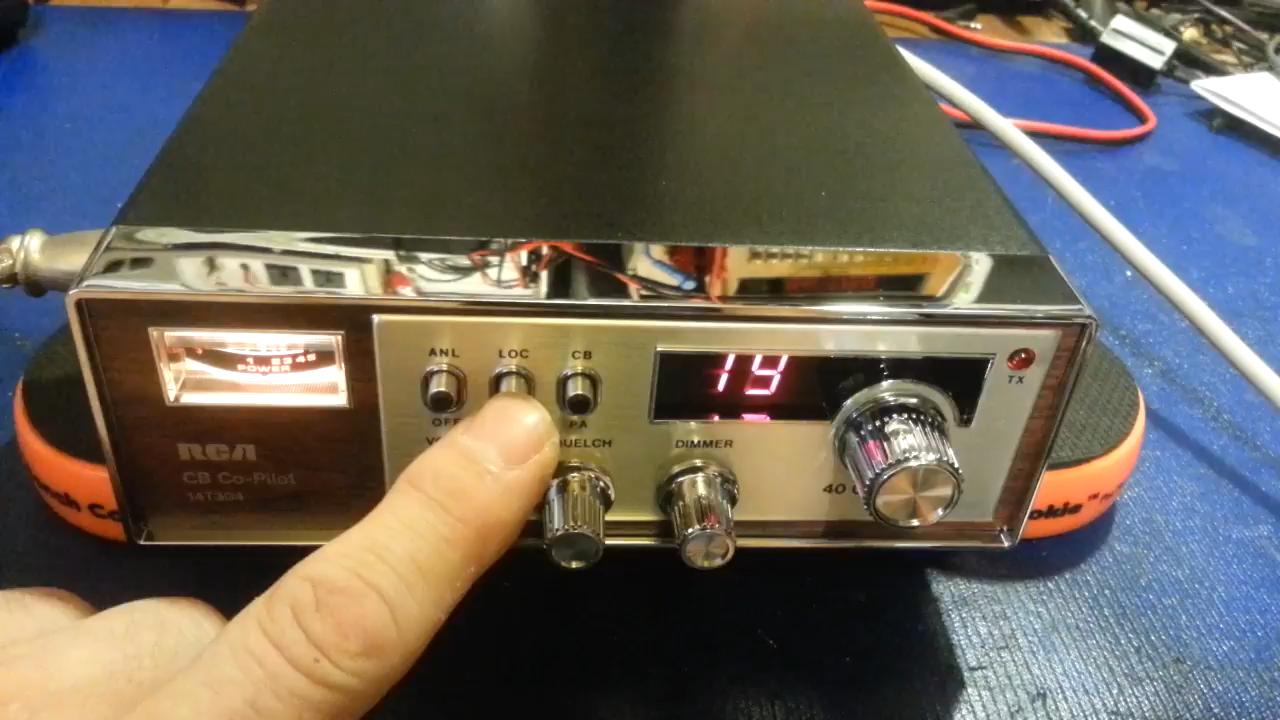 ANL LOC CB
1 2 3 4 5
POWER
19
TX
OFF PA
DIMMER
RCA
CB Co-Pilot
14T304
40
okie™